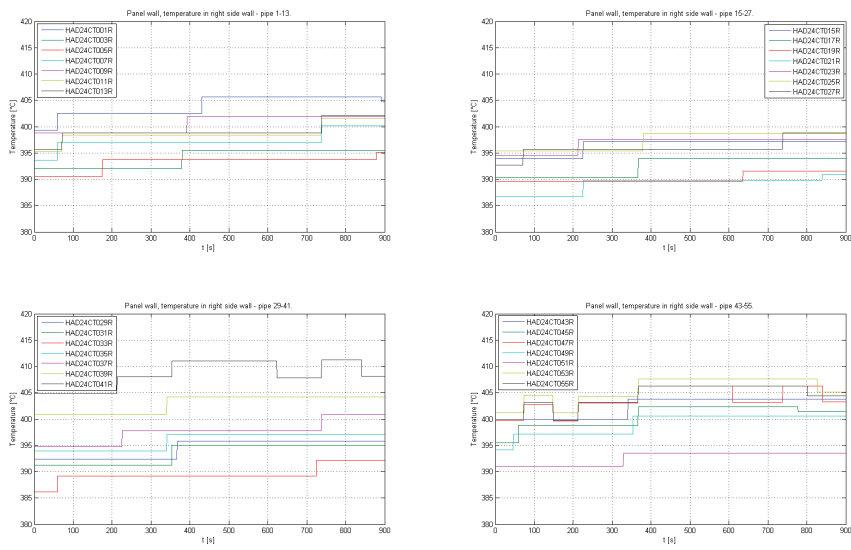 Panel wall, temperature in right side wall - pipe 1-13.
Temperature [°C]
420
415
410
405
400
395
390
385
380
HAD24CT001R
HAD24CT003R
HAD24CT005R
HAD24CT007R
HAD24CT009R
HAD24CT011R
HAD24CT013R
0 100 200 300 400 500 600 700 800 900
t [s]
Panel wall, temperature in right side wall - pipe 15-27.
Temperature [°C]
420
415
410
405
400
395
390
385
380
HAD24CT015R
HAD24CT017R
HAD24CT019R
HAD24CT021R
HAD24CT023R
HAD24CT025R
HAD24CT027R
0 100 200 300 400 500 600 700 800 900
t [s]
Panel wall, temperature in right side wall - pipe 29-41.
Temperature [°C]
420
415
410
405
400
395
390
385
380
HAD24CT029R
HAD24CT031R
HAD24CT033R
HAD24CT035R
HAD24CT037R
HAD24CT039R
HAD24CT041R
0 100 200 300 400 500 600 700 800 900
t [s]
Panel wall, temperature in right side wall - pipe 43-55.
Temperature [°C]
420
415
410
405
400
395
390
385
380
HAD24CT043R
HAD24CT045R
HAD24CT047R
HAD24CT049R
HAD24CT051R
HAD24CT053R
HAD24CT055R
0 100 200 300 400 500 600 700 800 900
t [s]